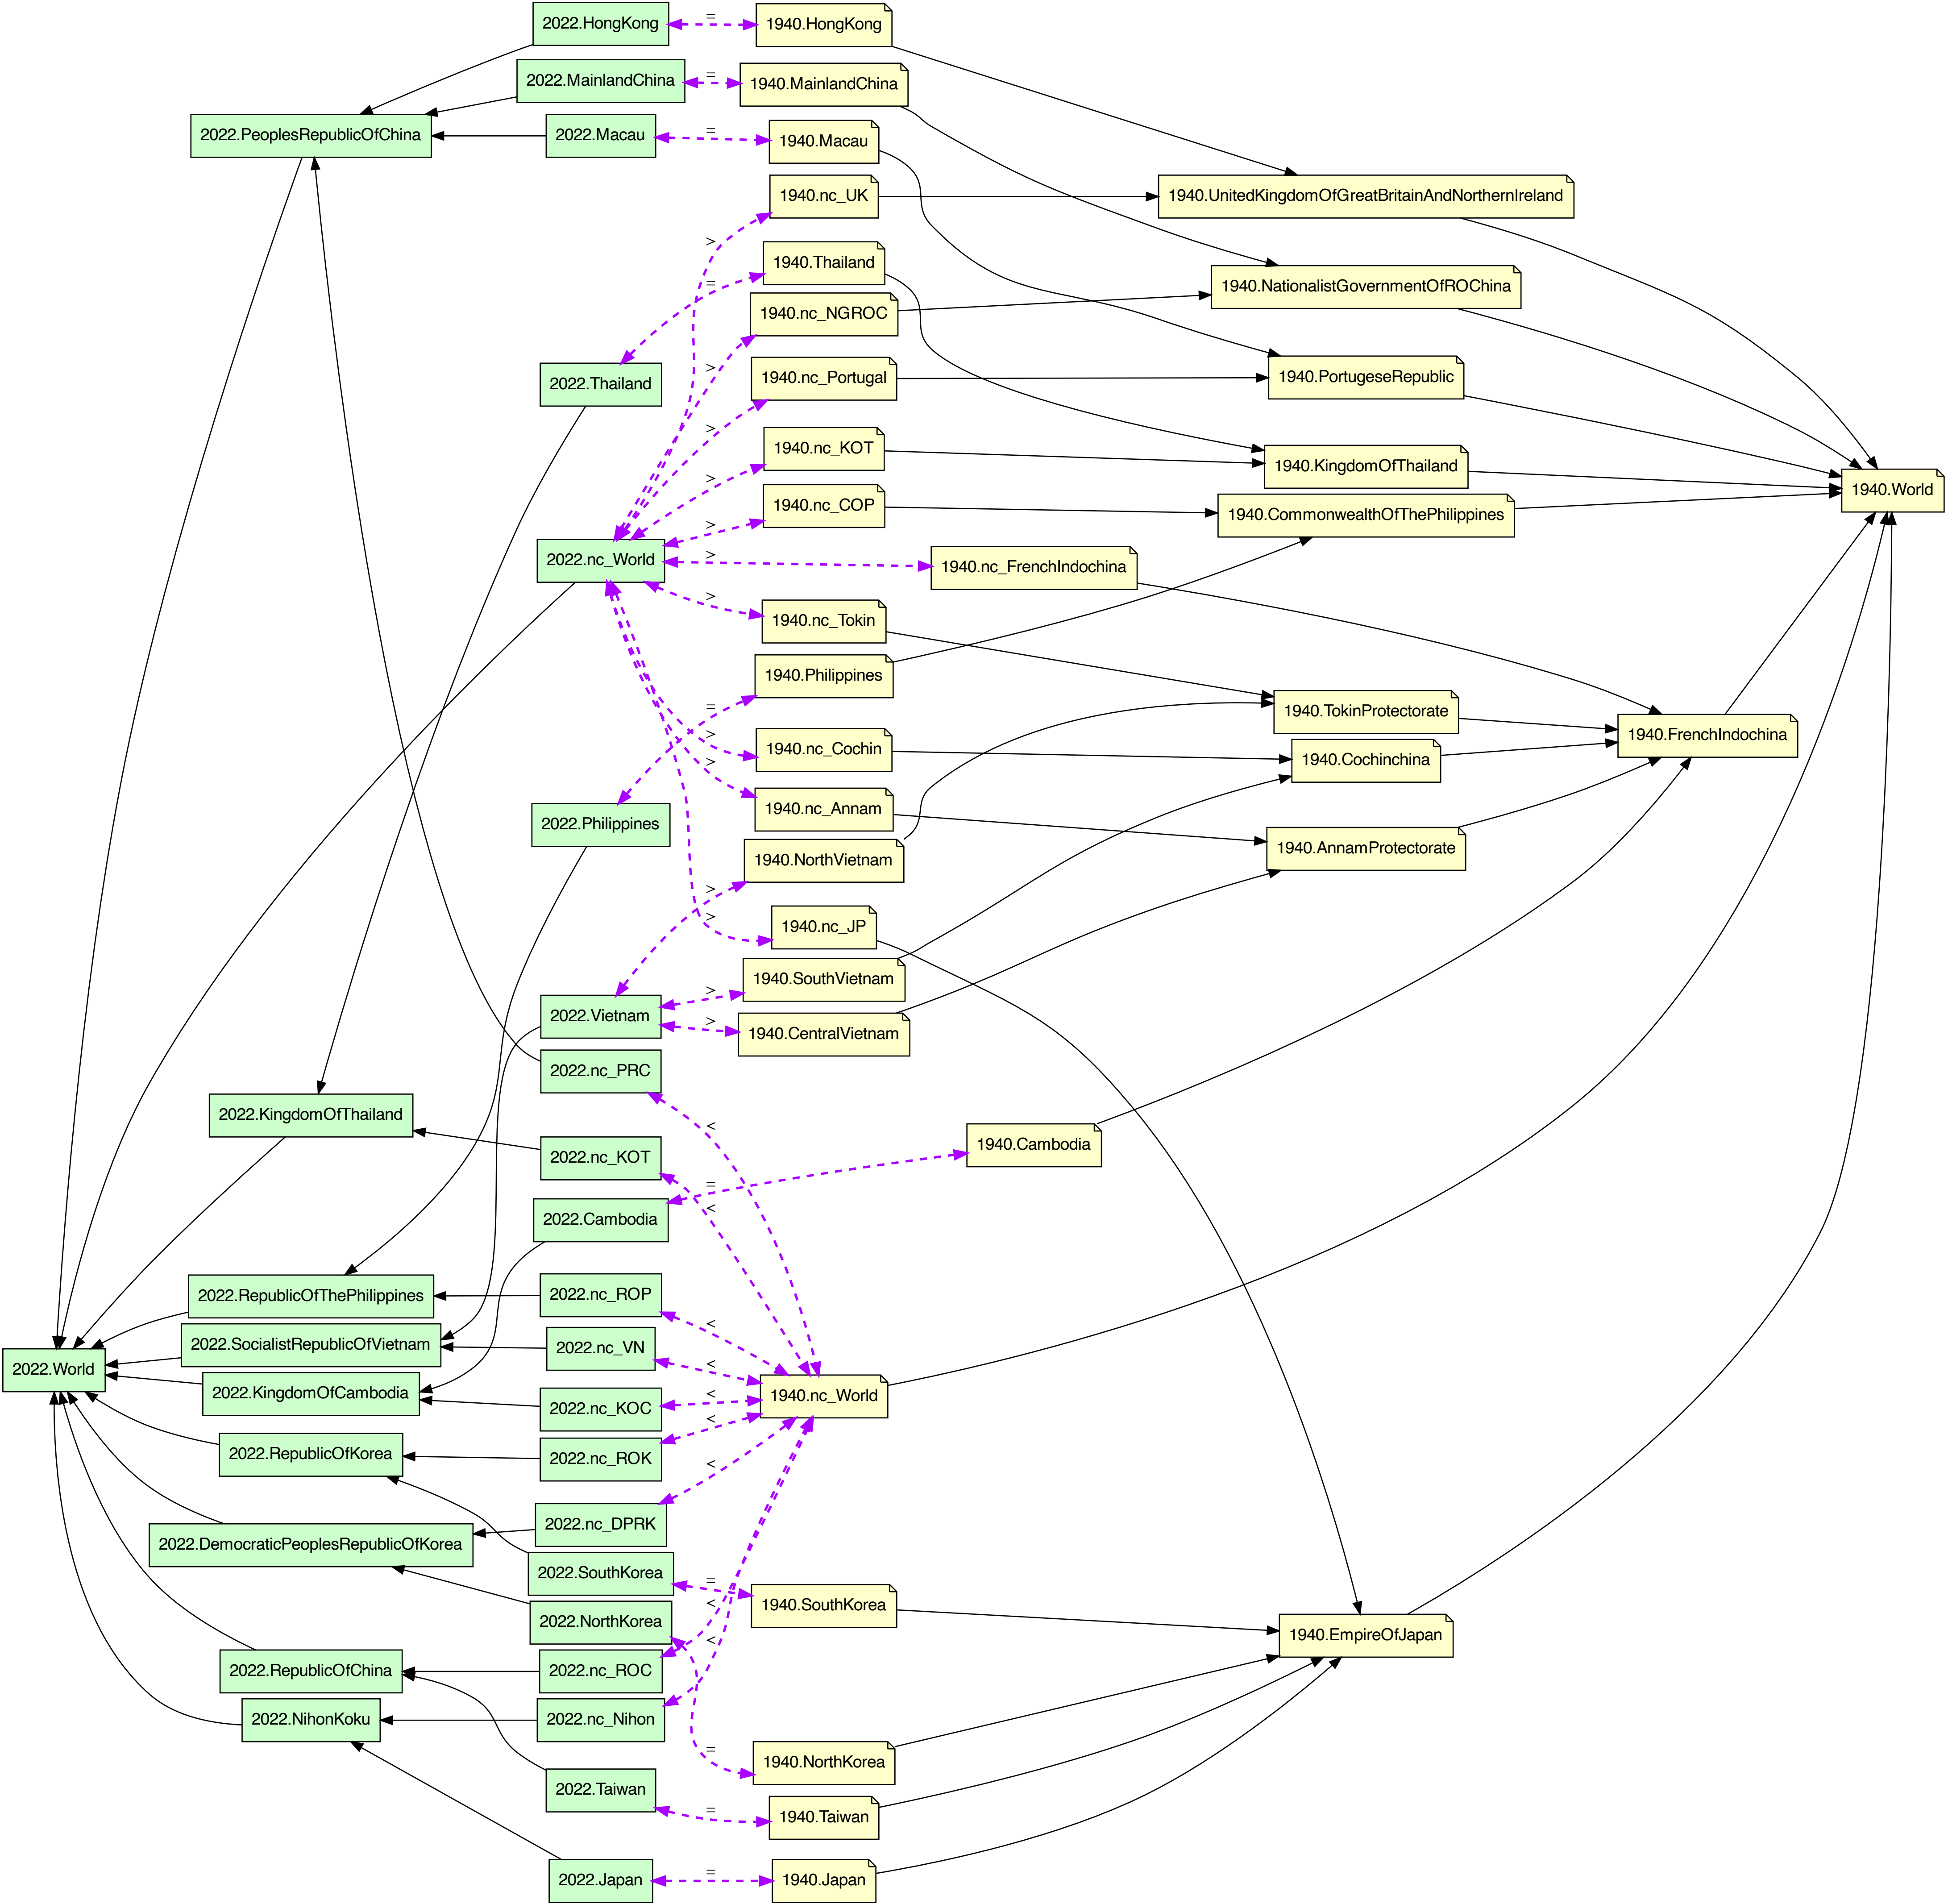 2022.HongKong
=
1940.HongKong
2022.MainlandChina
=
1940.MainlandChina
2022.PeoplesRepublicOfChina
2022.Macau
=
1940.Macau
1940.nc_UK
1940.UnitedKingdomOfGreatBritainAndNorthernIreland
>
1940.Thailand
=
1940.NationalistGovernmentOfROChina
1940.nc_NGROC
>
2022.Thailand
1940.nc_Portugal
1940.PortugeseRepublic
>
1940.nc_KOT
1940.KingdomOfThailand
>
1940.World
1940.nc_COP
1940.CommonwealthOfThePhilippines
>
2022.nc_World
>
1940.nc_FrenchIndochina
>
1940.nc_Tokin
1940.Philippines
=
1940.TokinProtectorate
>
1940.nc_Cochin
1940.Cochinchina
1940.FrenchIndochina
>
1940.nc_Annam
2022.Philippines
1940.AnnamProtectorate
1940.NorthVietnam
>
>
1940.nc_JP
1940.SouthVietnam
>
2022.Vietnam
>
1940.CentralVietnam
2022.nc_PRC
2022.KingdomOfThailand
<
1940.Cambodia
2022.nc_KOT
=
<
2022.Cambodia
2022.RepublicOfThePhilippines
2022.nc_ROP
<
2022.SocialistRepublicOfVietnam
2022.nc_VN
<
2022.World
2022.KingdomOfCambodia
<
1940.nc_World
2022.nc_KOC
<
2022.RepublicOfKorea
2022.nc_ROK
<
2022.nc_DPRK
2022.DemocraticPeoplesRepublicOfKorea
2022.SouthKorea
=
<
1940.SouthKorea
2022.NorthKorea
<
1940.EmpireOfJapan
2022.RepublicOfChina
2022.nc_ROC
2022.NihonKoku
2022.nc_Nihon
=
1940.NorthKorea
2022.Taiwan
=
1940.Taiwan
2022.Japan
=
1940.Japan